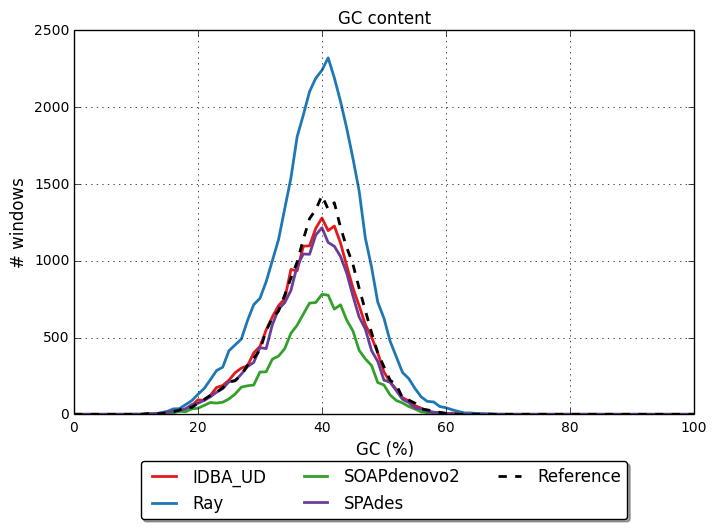 GC content
2500
2000
1500
1000
500
0
# windows
0 20 40 60 80 100
GC (%)
IDBA_UD SOAPdenovo2 Reference
Ray SPAdes